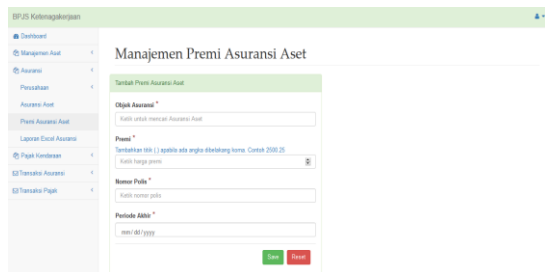 BPJS Ketenagakerjaan
Dashboard
Manajemen Aset
Asuransi
Perusahaan
Asuransi Aset
Premi Asuransi Aset
Laporan Excel Asuransi
Pajak Kendaraan
Transaksi Asuransi
Transaksi Pajak
Manajemen Premi Asuransi Aset
Tambah Premi Asuransi Aset
Objek Asuransi *
Ketik untuk mencari Asuransi Aset
Premi *
Tambahkan titik (.) apabila ada angka dibelakang koma. Contoh 2500.25
Ketik harga premi
Nomor Polis *
Ketik nomer polis
Periode Akhir *
mm/dd/yyyy
Save Reset